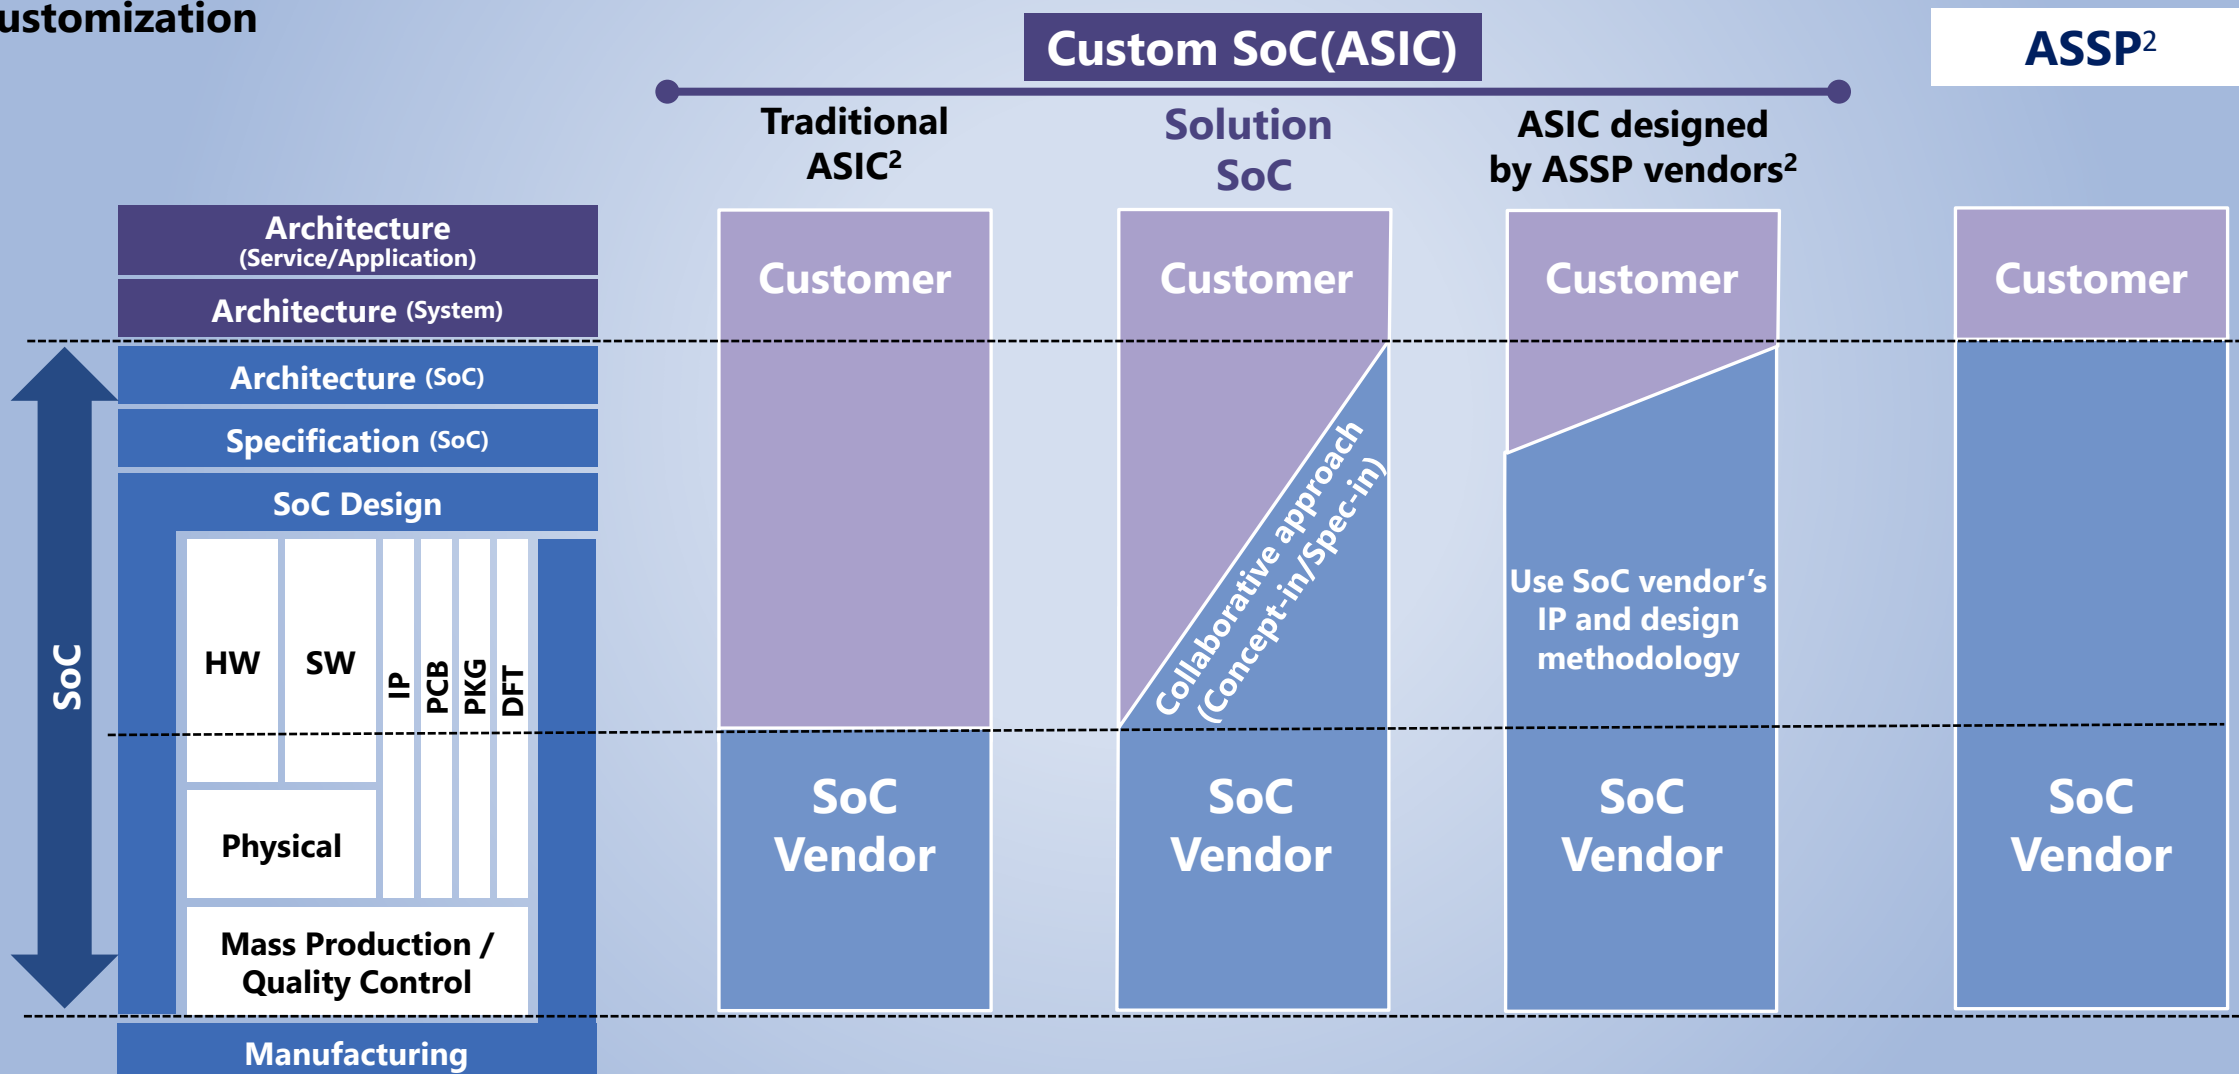 ustomization
Custom SoC(ASIC)
ASSP²
Traditional
ASIC²
Solution
SoC
ASIC designed
by ASSP vendors²
Architecture
(Service/Application)
Architecture (System)
Architecture (SoC)
Specification (SoC)
SoC Design
HW
SW
IP
PCB
PKG
DFT
Physical
Mass Production /
Quality Control
Manufacturing
SoC
Customer
SoC
Vendor
Customer
Collaborative approach
(Concept-in/Spec-in)
SoC
Vendor
Customer
Use SoC vendor’s
IP and design
methodology
SoC
Vendor
Customer
SoC
Vendor